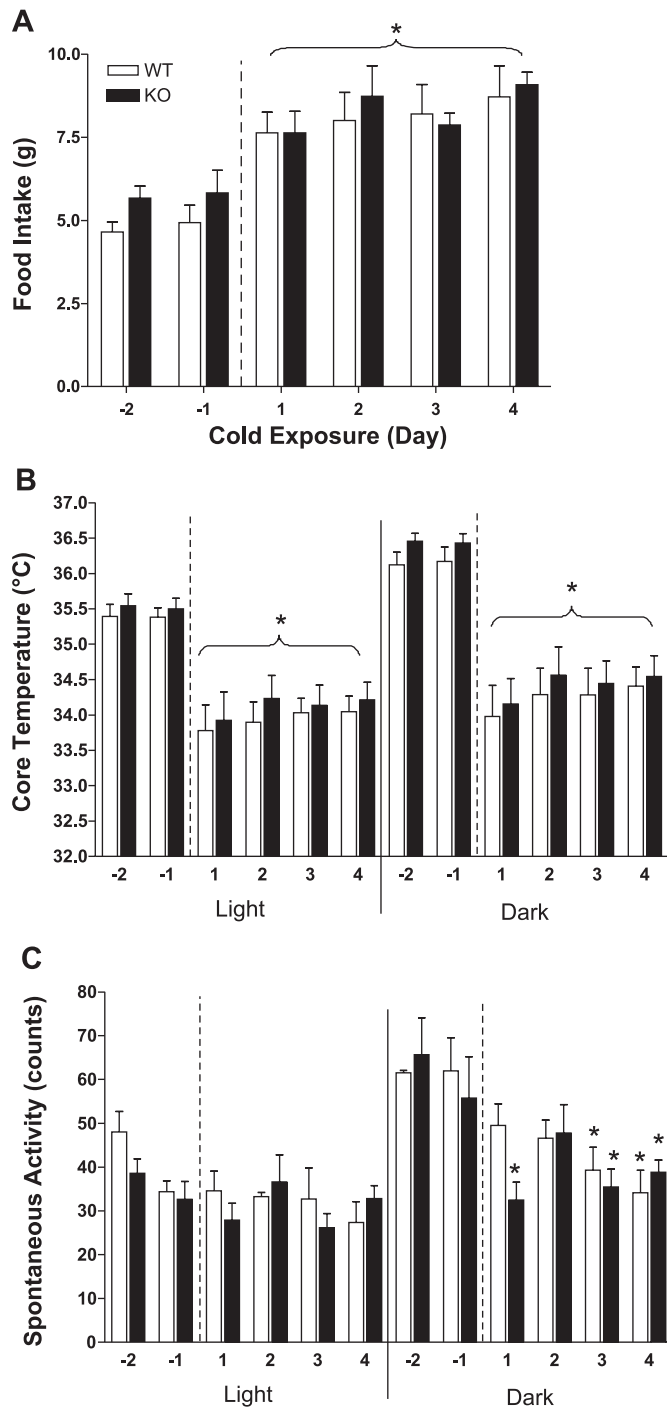 A
*
WT
KO
10.0
7.5
5.0
2.5
0.0
Food Intake (g)
-2 -1 1 2 3 4
Cold Exposure (Day)
B
37.0
36.5
36.0
35.5
35.0
34.5
34.0
33.5
33.0
32.5
32.0
Core Temperature (°C)
* *
-2 -1 1 2 3 4 -2 -1 1 2 3 4
Light Dark
C
80
70
60
50
40
30
20
10
0
Spontaneous Activity (counts)
* * * * *
-2 -1 1 2 3 4 -2 -1 1 2 3 4
Light Dark